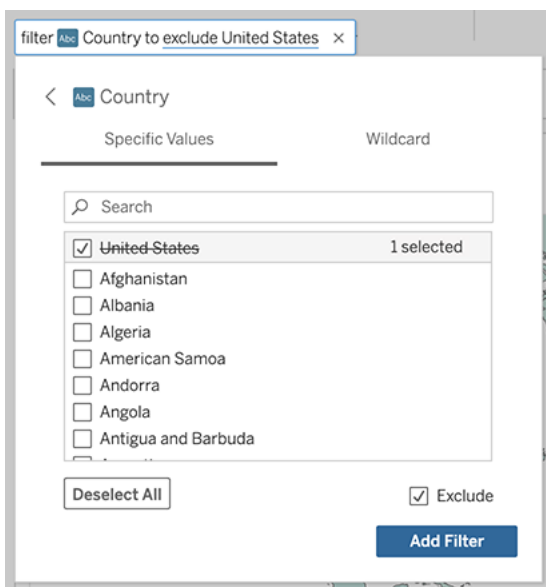 filter Abc Country to exclude United States ×
Abc Country
Specific Values Wildcard
Search
United States 1 selected
Afghanistan
Albania
Algeria
American Samoa
Andorra
Angola
Antigua and Barbuda
Deselect All Exclude
Add Filter